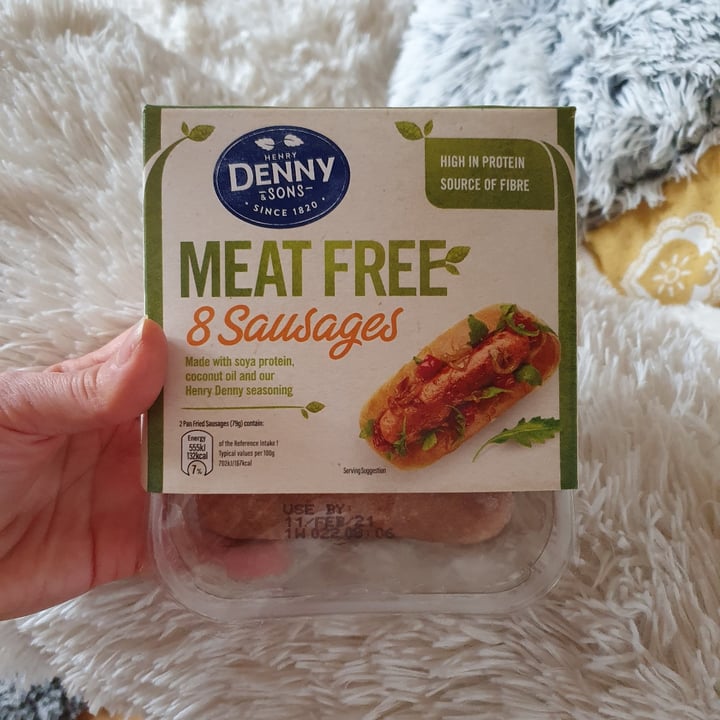 HENRY
DENNY
& SONS
· SINCE 1820 ·
HIGH IN PROTEIN
SOURCE OF FIBRE
MEAT FREE
8 Sausages
Made with soya protein,
coconut oil and our
Henry Denny seasoning
2 Pan Fried Sausages (79g) contain:
Energy
555kJ
132kcal
7%
of the Reference Intake†
Typical values per 100g
702kJ/167kcal
Serving Suggestion
USE BY:
11/FEB/21